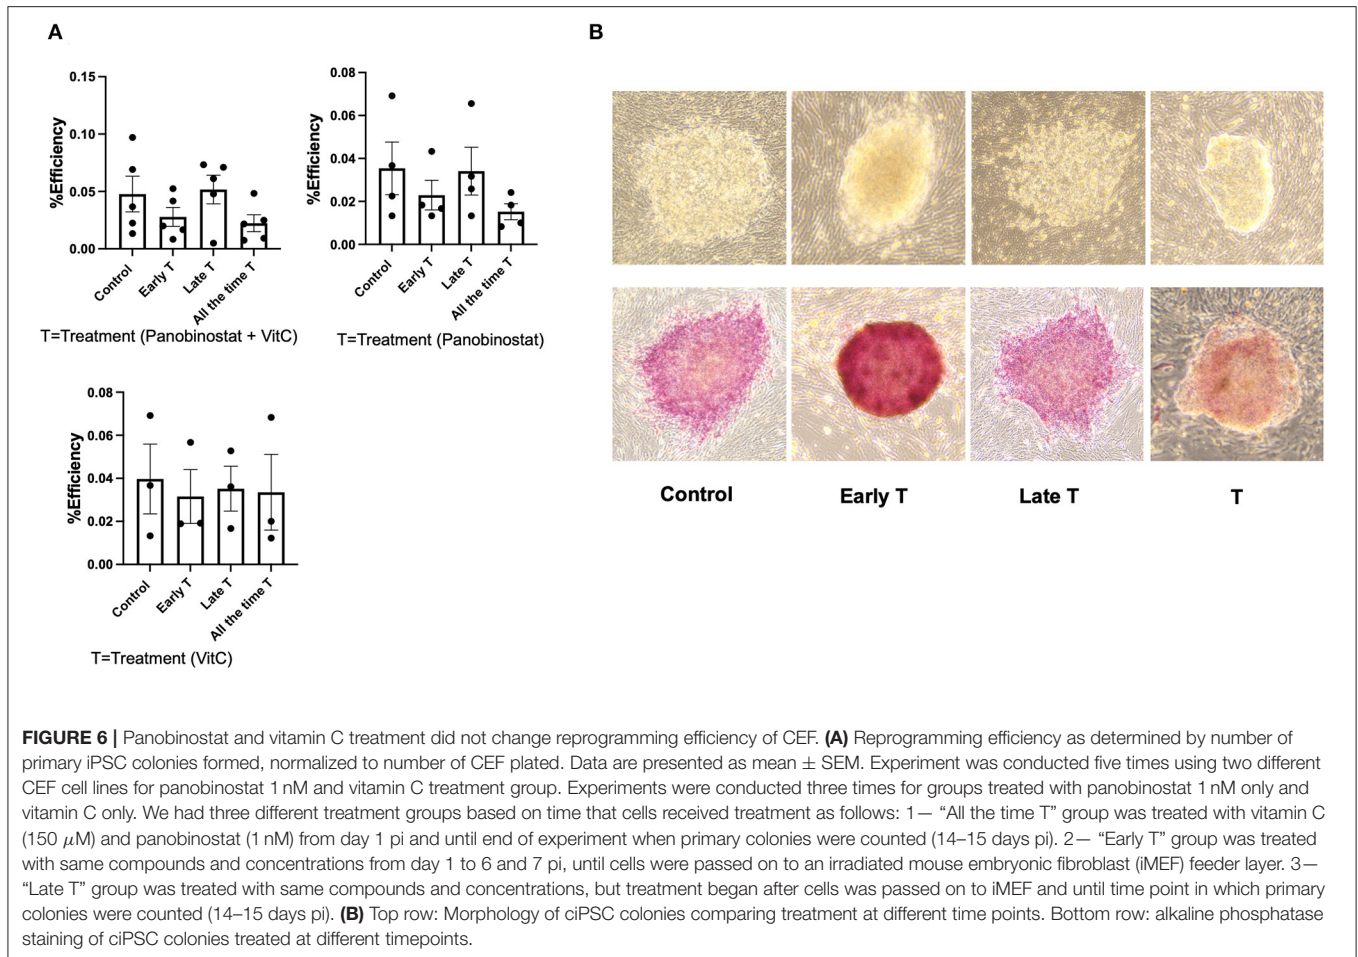 A
B
0.15
0.10
0.05
0.00
%Efficiency
Control
Early T
Late T
All the time T
T=Treatment (Panobinostat + VitC)
0.08
0.06
0.04
0.02
0.00
%Efficiency
Control
Early T
Late T
All the time T
T=Treatment (Panobinostat)
0.08
0.06
0.04
0.02
0.00
%Efficiency
Control
Early T
Late T
All the time T
T=Treatment (VitC)
Control
Early T
Late T
T
FIGURE 6 | Panobinostat and vitamin C treatment did not change reprogramming efficiency of CEF. (A) Reprogramming efficiency as determined by number of
primary iPSC colonies formed, normalized to number of CEF plated. Data are presented as mean ± SEM. Experiment was conducted five times using two different
CEF cell lines for panobinostat 1 nM and vitamin C treatment group. Experiments were conducted three times for groups treated with panobinostat 1 nM only and
vitamin C only. We had three different treatment groups based on time that cells received treatment as follows: 1— “All the time T” group was treated with vitamin C
(150 μM) and panobinostat (1 nM) from day 1 pi and until end of experiment when primary colonies were counted (14–15 days pi). 2— “Early T” group was treated
with same compounds and concentrations from day 1 to 6 and 7 pi, until cells were passed on to an irradiated mouse embryonic fibroblast (iMEF) feeder layer. 3—
“Late T” group was treated with same compounds and concentrations, but treatment began after cells was passed on to iMEF and until time point in which primary
colonies were counted (14–15 days pi). (B) Top row: Morphology of ciPSC colonies comparing treatment at different time points. Bottom row: alkaline phosphatase
staining of ciPSC colonies treated at different timepoints.